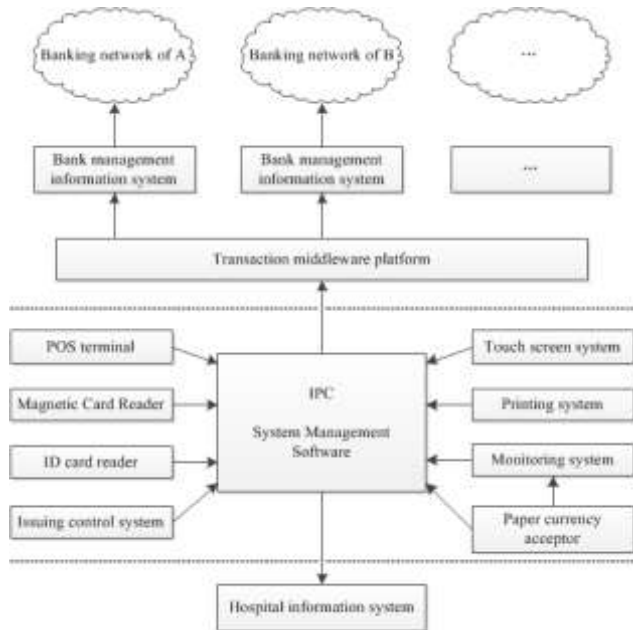 Banking network of A
Banking network of B
...
Bank management
information system
Bank management
information system
...
Transaction middleware platform
POS terminal
Touch screen system
IPC
Magnetic Card Reader
Printing system
System Management
Software
ID card reader
Monitoring system
Issuing control system
Paper currency
acceptor
Hospital information system